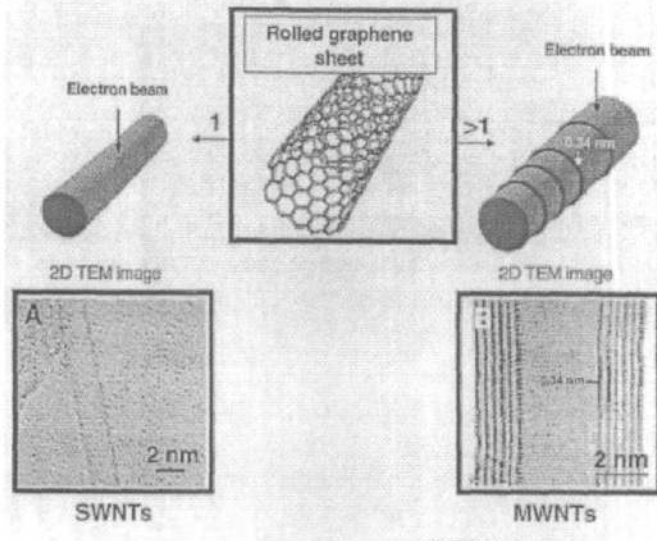 Rolled graphene
sheet
Electron beam
1
>1
Electron beam
0.34 nm
2D TEM image
2D TEM image
A
2 nm
0.34 nm
2 nm
SWNTs
MWNTs